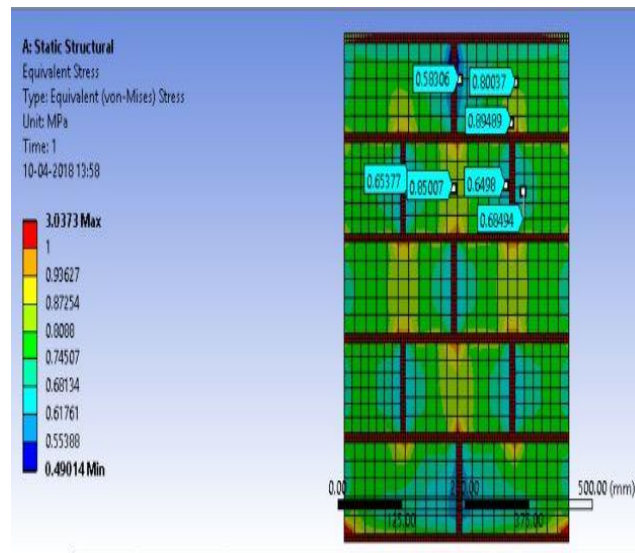 A: Static Structural
Equivalent Stress
Type: Equivalent (von-Mises) Stress
Unit: MPa
Time: 1
10-04-2018 13:58
3.0373 Max
1
0.93627
0.87254
0.8088
0.74507
0.68134
0.61761
0.55388
0.49014 Min
0.58306
0.80037
0.89489
0.65377
0.85007
0.6498
0.68494
0.00
500.00 (mm)
125.00
375.00